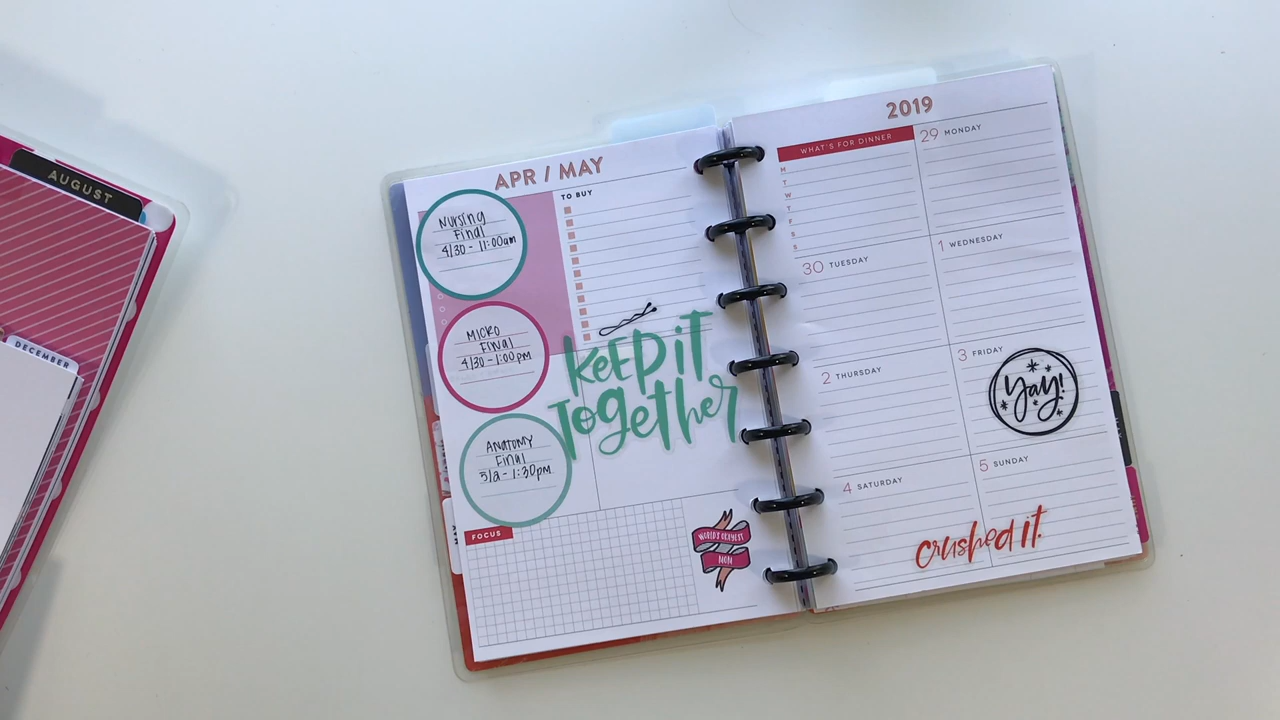 AUGUST
DECEMBER
APR / MAY
Nursing
Final
4/30 - 11:00am
Micro
Final
4/30 - 1:00pm
Anatomy
Final
5/2 - 1:30pm
TO BUY
KEEP iT
Together
FOCUS
WORLD'S OKAYEST
MOM
2019
WHAT'S FOR DINNER
M
T
W
T
F
S
S
29 MONDAY
30 TUESDAY
1 WEDNESDAY
2 THURSDAY
3 FRIDAY
Yay!
4 SATURDAY
5 SUNDAY
crushed it.